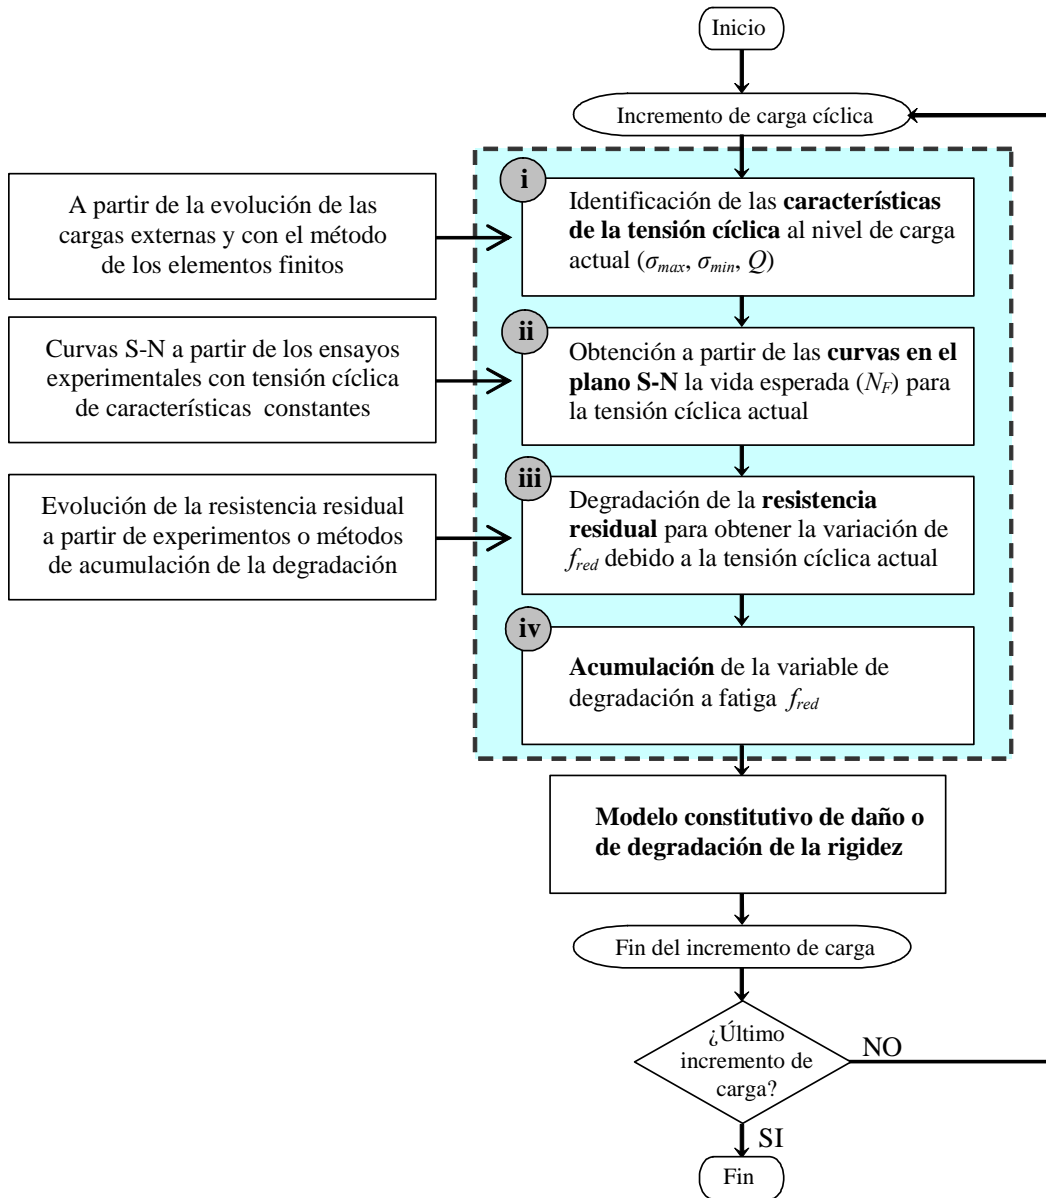 Inicio
Incremento de carga cíclica
i
A partir de la evolución de las
cargas externas y con el método
de los elementos finitos
Identificación de las características
de la tensión cíclica al nivel de carga
actual (σmax, σmin, Q)
ii
Curvas S-N a partir de los ensayos
experimentales con tensión cíclica
de características constantes
Obtención a partir de las curvas en el
plano S-N la vida esperada (NF) para
la tensión cíclica actual
iii
Evolución de la resistencia residual
a partir de experimentos o métodos
de acumulación de la degradación
Degradación de la resistencia
residual para obtener la variación de
fred debido a la tensión cíclica actual
iv
Acumulación de la variable de
degradación a fatiga fred
Modelo constitutivo de daño o
de degradación de la rigidez
Fin del incremento de carga
¿Último
incremento de
carga?
NO
SI
Fin